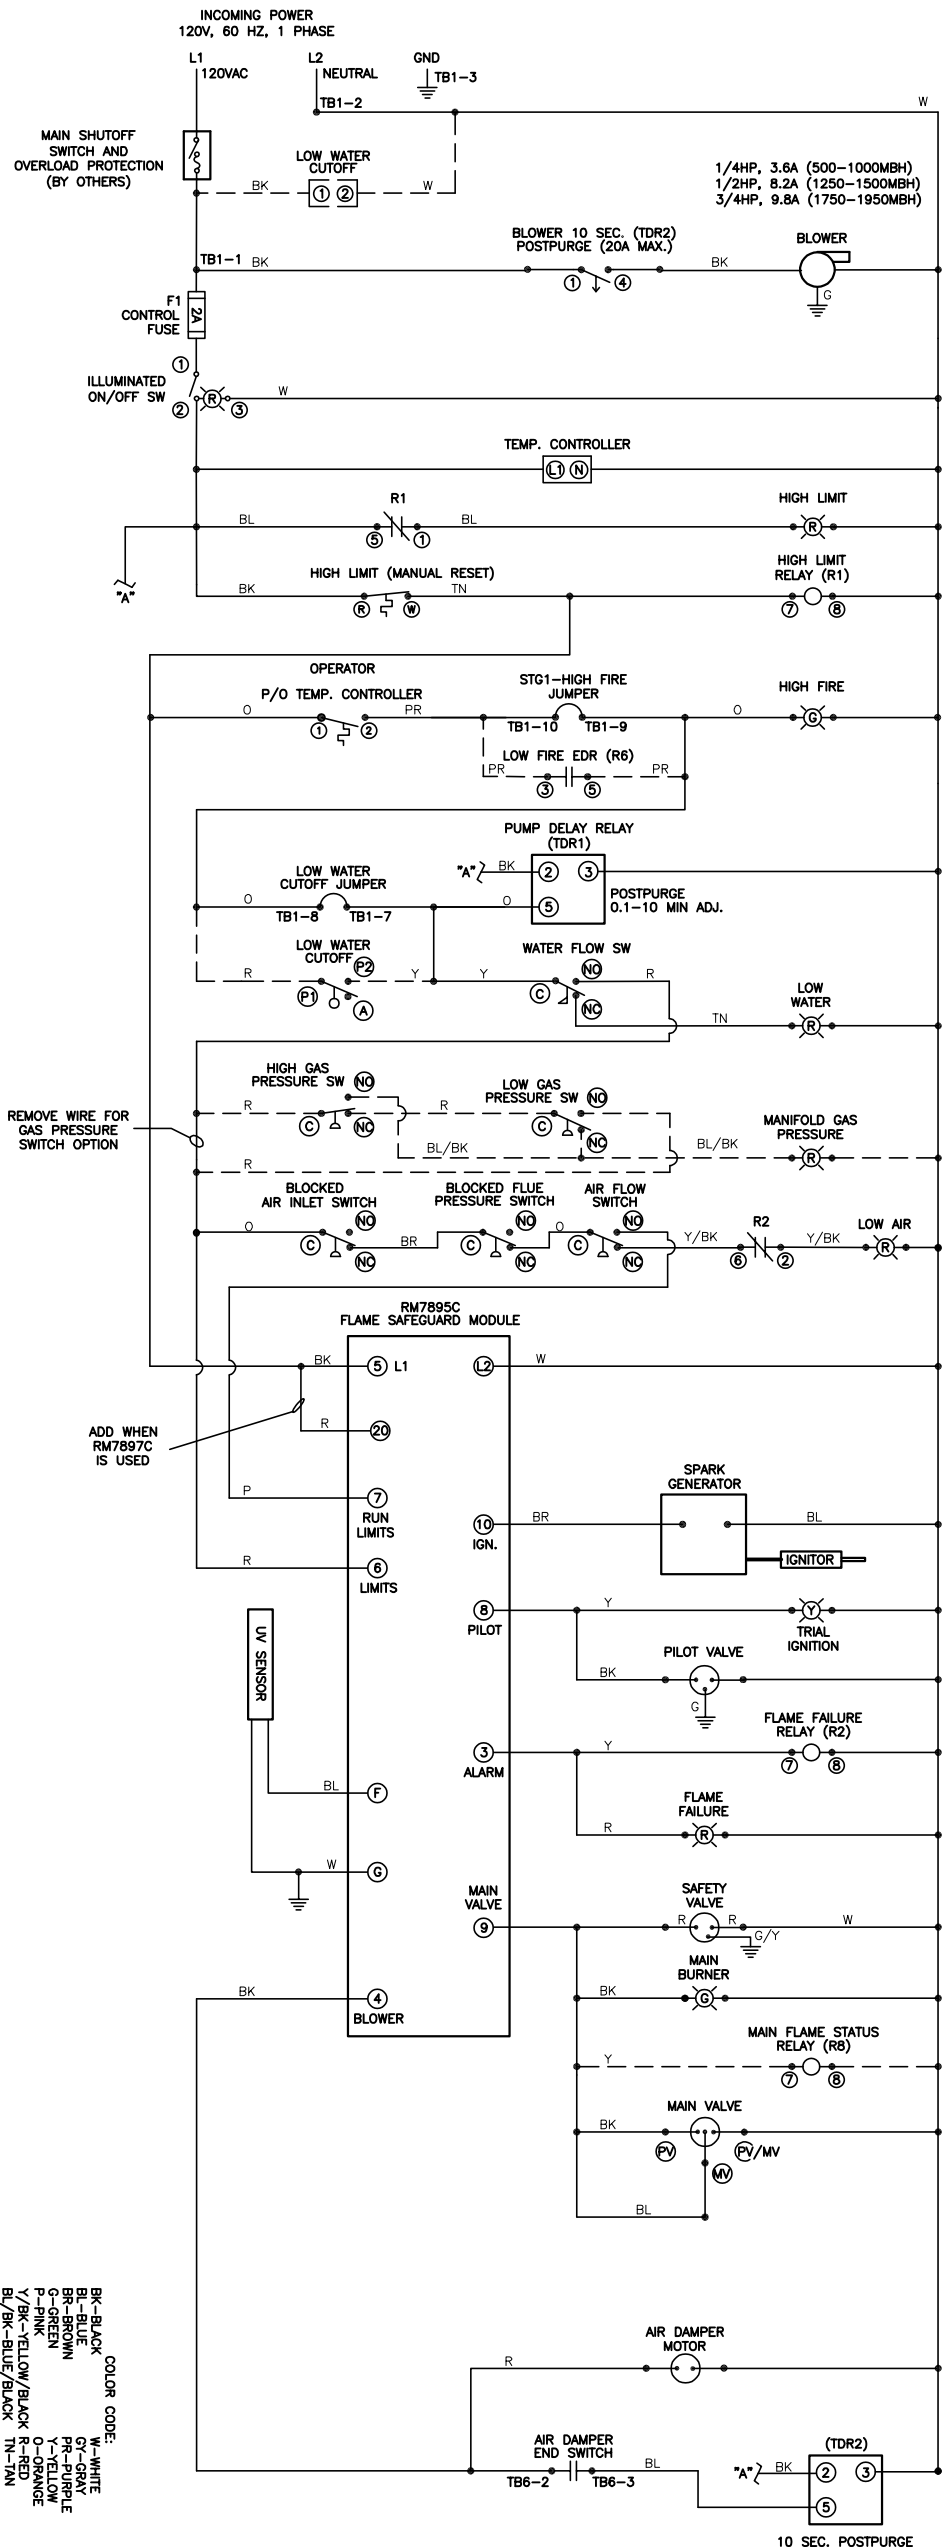 INCOMING POWER
120V, 60 HZ, 1 PHASE
L1
120VAC
L2
NEUTRAL
GND
TB1-3
TB1-2
W
MAIN SHUTOFF
SWITCH AND
OVERLOAD PROTECTION
(BY OTHERS)
LOW WATER
CUTOFF
BK
1 2
W
1/4HP, 3.6A (500-1000MBH)
1/2HP, 8.2A (1250-1500MBH)
3/4HP, 9.8A (1750-1950MBH)
BLOWER 10 SEC. (TDR2)
POSTPURGE (20A MAX.)
BLOWER
TB1-1
BK
1
4
BK
G
F1
CONTROL
FUSE
2A
1
ILLUMINATED
ON/OFF SW
2
R
3
W
TEMP. CONTROLLER
L1 N
R1
HIGH LIMIT
BL
5
1
BL
R
"A"
HIGH LIMIT (MANUAL RESET)
HIGH LIMIT
RELAY (R1)
BK
R
W
TN
7
8
OPERATOR
P/O TEMP. CONTROLLER
STG1-HIGH FIRE
JUMPER
HIGH FIRE
O
1
2
PR
TB1-10
TB1-9
O
G
LOW FIRE EDR (R6)
PR
3
5
PR
PUMP DELAY RELAY
(TDR1)
"A"
BK
2
3
5
POSTPURGE
0.1-10 MIN ADJ.
LOW WATER
CUTOFF JUMPER
O
TB1-8
TB1-7
O
LOW WATER
CUTOFF
P2
R
P1
A
Y
Y
WATER FLOW SW
NO
C
NC
R
TN
LOW
WATER
R
HIGH GAS
PRESSURE SW
NO
R
C
NC
R
LOW GAS
PRESSURE SW
NO
C
NC
BL/BK
BL/BK
MANIFOLD GAS
PRESSURE
R
REMOVE WIRE FOR
GAS PRESSURE
SWITCH OPTION
R
BLOCKED
AIR INLET SWITCH
BLOCKED FLUE
PRESSURE SWITCH
AIR FLOW
SWITCH
O
NO
C
NC
BR
NO
C
NC
O
NO
C
NC
Y/BK
R2
6
2
Y/BK
LOW AIR
R
RM7895C
FLAME SAFEGUARD MODULE
BK
5
L1
L2
W
ADD WHEN
RM7897C
IS USED
R
20
P
7
RUN
LIMITS
10
IGN.
BR
SPARK
GENERATOR
BL
IGNITOR
R
6
LIMITS
8
PILOT
Y
Y
TRIAL
IGNITION
UV SENSOR
PILOT VALVE
BK
G
FLAME FAILURE
RELAY (R2)
3
ALARM
Y
7
8
BL
F
FLAME
FAILURE
R
R
W
G
MAIN
VALVE
9
SAFETY
VALVE
R
R
W
G/Y
MAIN
BURNER
BK
G
BK
4
BLOWER
MAIN FLAME STATUS
RELAY (R8)
Y
7
8
MAIN VALVE
BK
PV
PV/MV
MV
BL
AIR DAMPER
MOTOR
R
AIR DAMPER
END SWITCH
TB6-2
TB6-3
BL
(TDR2)
"A"
BK
2
3
5
10 SEC. POSTPURGE
COLOR CODE:
BK-BLACK W-WHITE
BL-BLUE GY-GRAY
BR-BROWN PR-PURPLE
G-GREEN Y-YELLOW
P-PINK O-ORANGE
Y/BK-YELLOW/BLACK R-RED
BL/BK-BLUE/BLACK TN-TAN